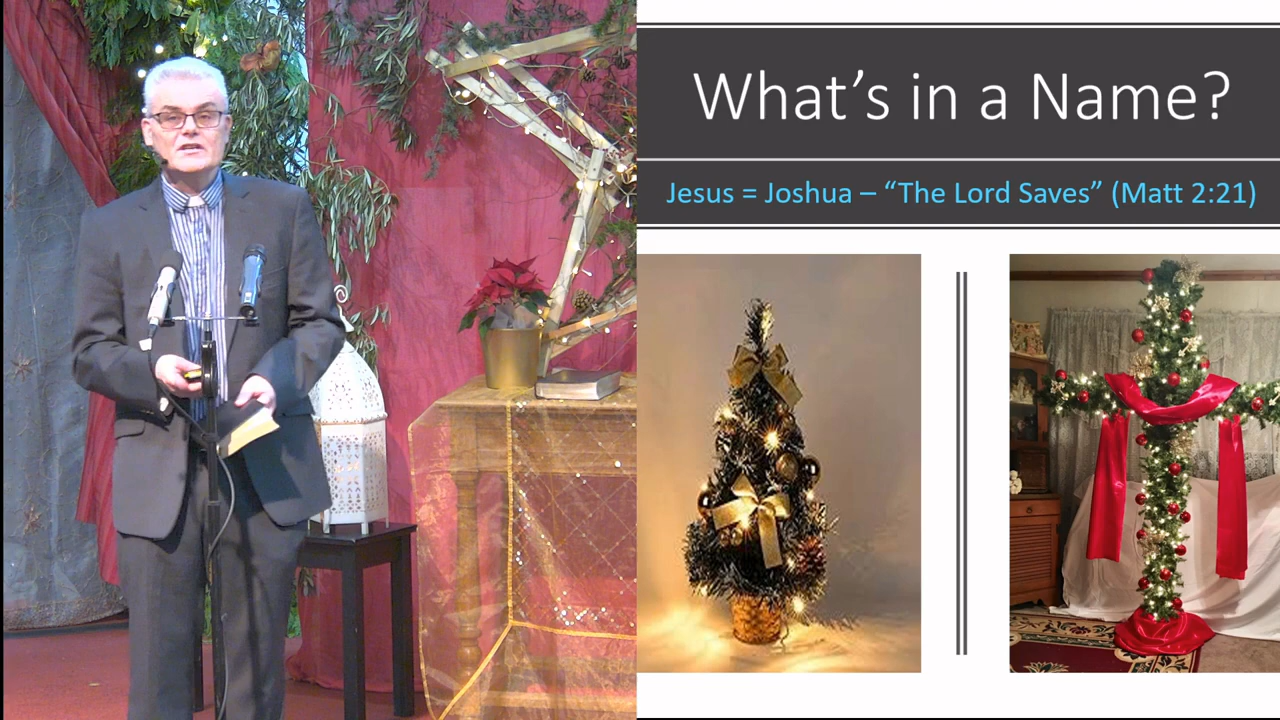 What's in a Name?
Jesus = Joshua – “The Lord Saves” (Matt 2:21)